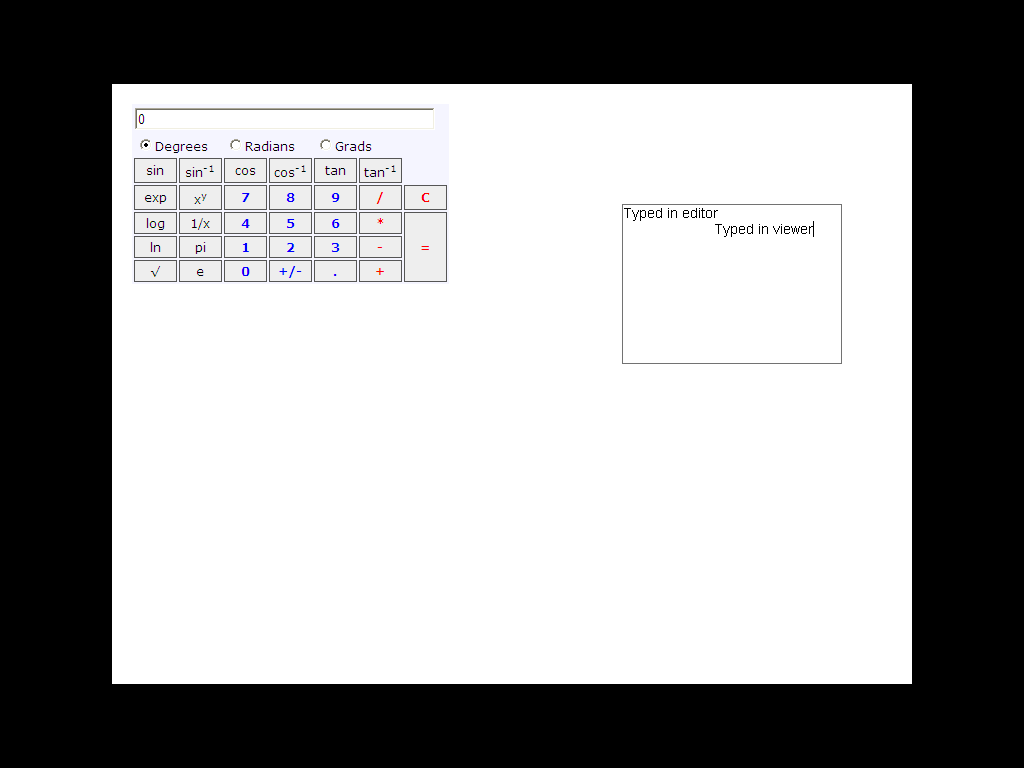 0
Degrees Radians Grads
sin sin-1 cos cos-1 tan tan-1
exp xy 7 8 9 / C
log 1/x 4 5 6 *
ln pi 1 2 3 - =
√ e 0 +/- . +
Typed in editor
Typed in viewer